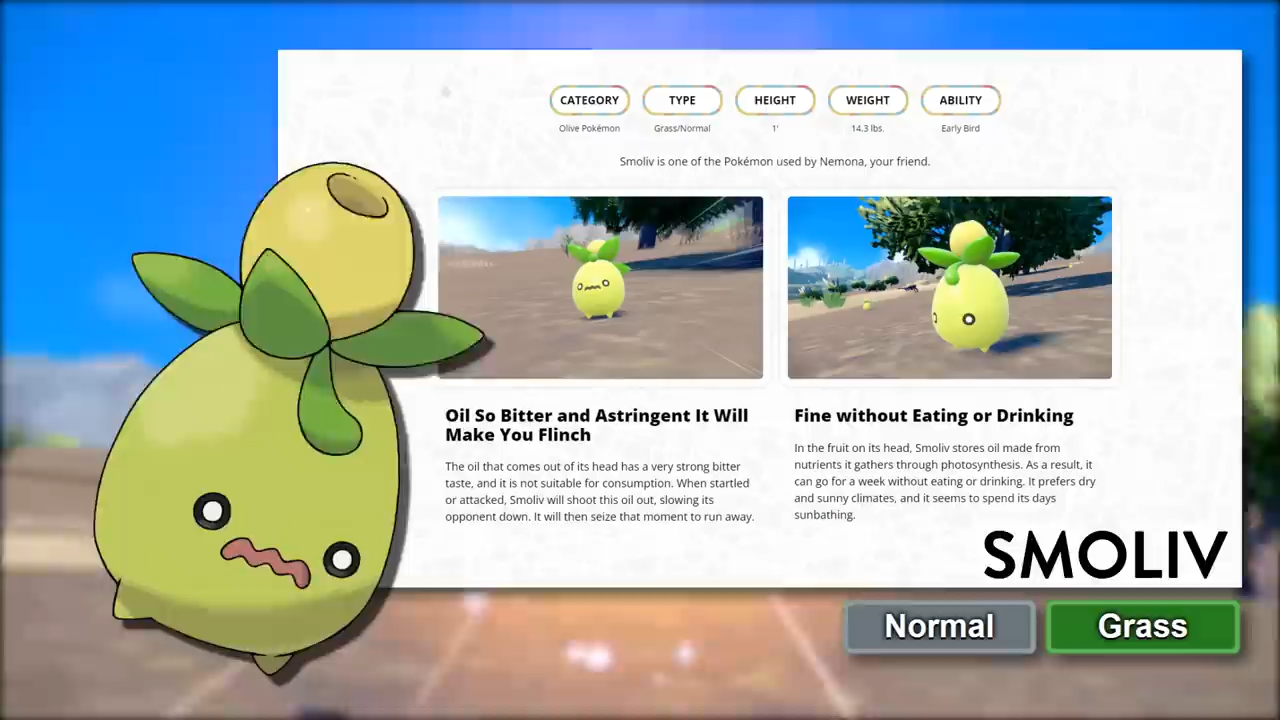 CATEGORY TYPE HEIGHT WEIGHT ABILITY
Olive Pokémon Grass/Normal 1' 14.3 lbs. Early Bird
Smoliv is one of the Pokémon used by Nemona, your friend.
Oil So Bitter and Astringent It Will
Make You Flinch
The oil that comes out of its head has a very strong bitter
taste, and it is not suitable for consumption. When startled
or attacked, Smoliv will shoot this oil out, slowing its
opponent down. It will then seize that moment to run away.
Fine without Eating or Drinking
In the fruit on its head, Smoliv stores oil made from
nutrients it gathers through photosynthesis. As a result, it
can go for a week without eating or drinking. It prefers dry
and sunny climates, and it seems to spend its days
sunbathing.
SMOLIV
Normal Grass